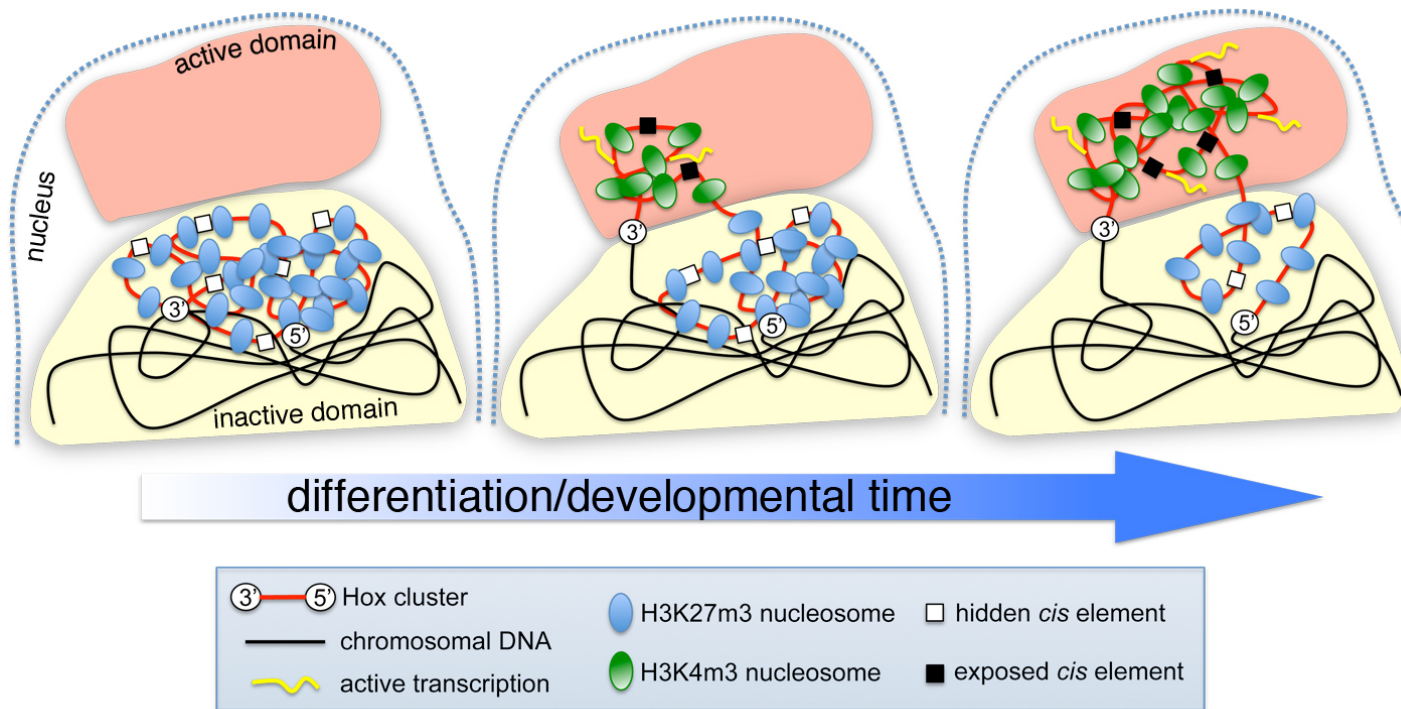 active domain
nucleus
3’
5’
inactive domain
3’
5’
3’
5’
differentiation/developmental time
3’ 5’ Hox cluster
chromosomal DNA
active transcription
H3K27m3 nucleosome
H3K4m3 nucleosome
hidden cis element
exposed cis element